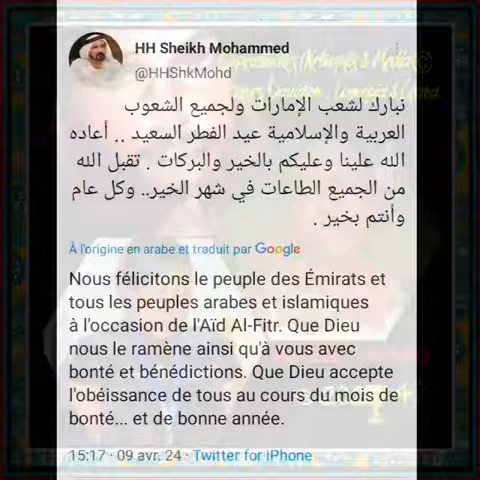 HH Sheikh Mohammed
@HHShkMohd
نبارك لشعب الإمارات ولجميع الشعوب
العربية والإسلامية عيد الفطر السعيد .. أعاده
الله علينا وعليكم بالخير والبركات . تقبل الله
من الجميع الطاعات في شهر الخير.. وكل عام
وأنتم بخير .
À l'origine en arabe et traduit par Google
Nous félicitons le peuple des Émirats et
tous les peuples arabes et islamiques
à l'occasion de l'Aïd Al-Fitr. Que Dieu
nous le ramène ainsi qu'à vous avec
bonté et bénédictions. Que Dieu accepte
l'obéissance de tous au cours du mois de
bonté... et de bonne année.
15:17 · 09 avr. 24 · Twitter for iPhone